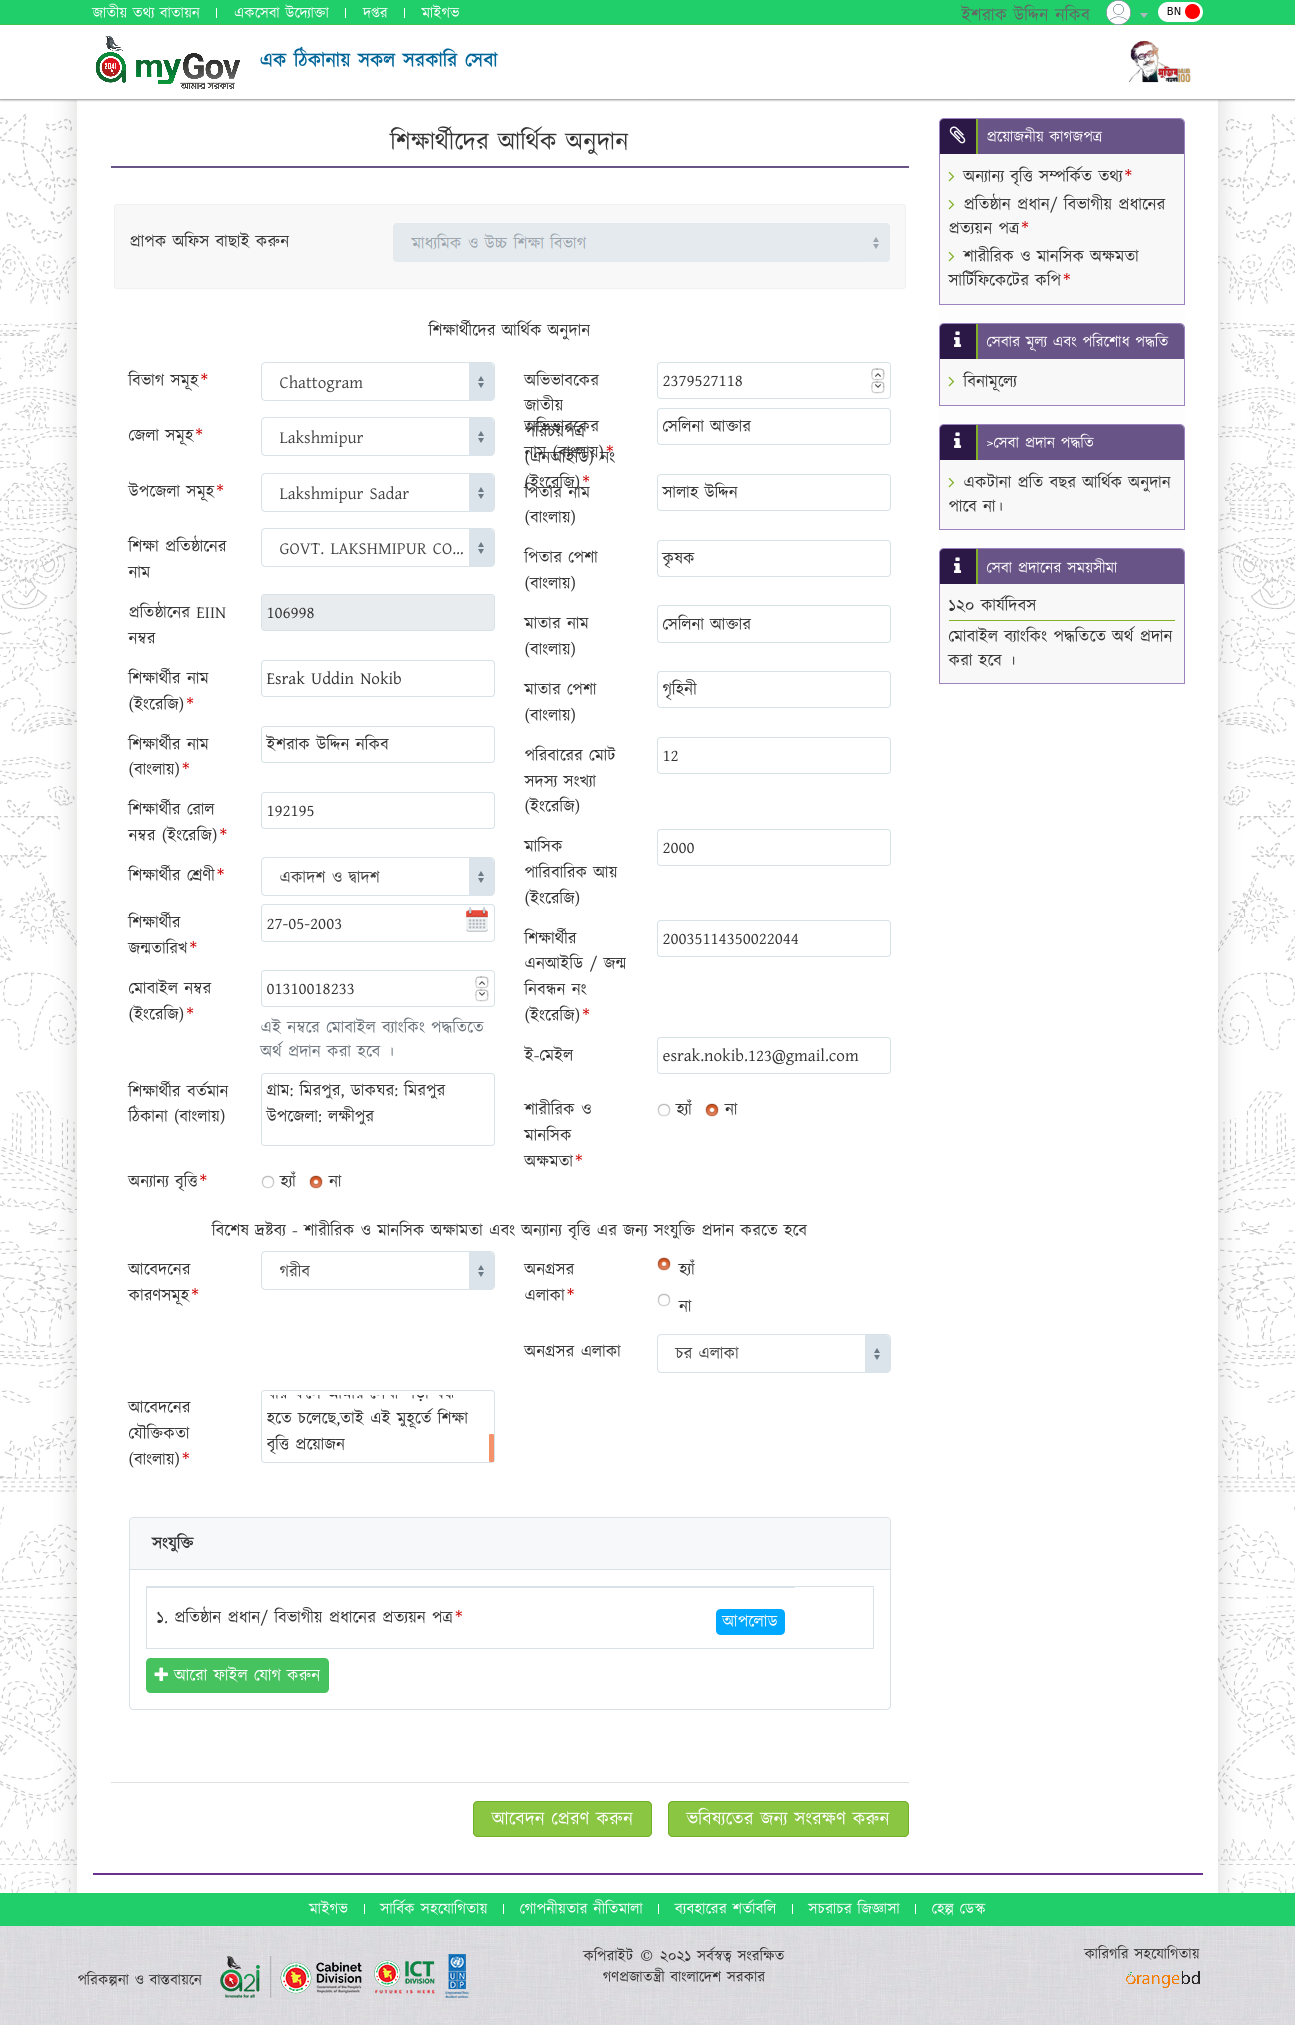 জাতীয় তথ্য বাতায়ন | একসেবা উদ্যোক্তা | দপ্তর | মাইগভ
ইশরাক উদ্দিন নকিব BN
myGov
আমার সরকার
এক ঠিকানায় সকল সরকারি সেবা
শিক্ষার্থীদের আর্থিক অনুদান
প্রাপক অফিস বাছাই করুন
মাধ্যমিক ও উচ্চ শিক্ষা বিভাগ
শিক্ষার্থীদের আর্থিক অনুদান
বিভাগ সমূহ*
Chattogram
জেলা সমূহ*
Lakshmipur
উপজেলা সমূহ*
Lakshmipur Sadar
শিক্ষা প্রতিষ্ঠানের
নাম
GOVT. LAKSHMIPUR CO...
প্রতিষ্ঠানের EIIN
নম্বর
106998
শিক্ষার্থীর নাম
(ইংরেজি)*
Esrak Uddin Nokib
শিক্ষার্থীর নাম
(বাংলায়)*
ইশরাক উদ্দিন নকিব
শিক্ষার্থীর রোল
নম্বর (ইংরেজি)*
192195
শিক্ষার্থীর শ্রেণী*
একাদশ ও দ্বাদশ
শিক্ষার্থীর
জন্মতারিখ*
27-05-2003
মোবাইল নম্বর
(ইংরেজি)*
01310018233
এই নম্বরে মোবাইল ব্যাংকিং পদ্ধতিতে
অর্থ প্রদান করা হবে ।
শিক্ষার্থীর বর্তমান
ঠিকানা (বাংলায়)
গ্রাম: মিরপুর, ডাকঘর: মিরপুর
উপজেলা: লক্ষীপুর
অন্যান্য বৃত্তি*
হ্যাঁ না
অভিভাবকের
জাতীয়
পরিচয়পত্র
(এনআইডি) নং
(ইংরেজি)*
2379527118
অভিভাবকের
নাম (বাংলায়)*
সেলিনা আক্তার
পিতার নাম
(বাংলায়)
সালাহ উদ্দিন
পিতার পেশা
(বাংলায়)
কৃষক
মাতার নাম
(বাংলায়)
সেলিনা আক্তার
মাতার পেশা
(বাংলায়)
গৃহিনী
পরিবারের মোট
সদস্য সংখ্যা
(ইংরেজি)
12
মাসিক
পারিবারিক আয়
(ইংরেজি)
2000
শিক্ষার্থীর
এনআইডি / জন্ম
নিবন্ধন নং
(ইংরেজি)*
20035114350022044
ই-মেইল
esrak.nokib.123@gmail.com
শারীরিক ও
মানসিক
অক্ষমতা*
হ্যাঁ না
বিশেষ দ্রষ্টব্য - শারীরিক ও মানসিক অক্ষামতা এবং অন্যান্য বৃত্তি এর জন্য সংযুক্তি প্রদান করতে হবে
আবেদনের
কারণসমূহ*
গরীব
অনগ্রসর
এলাকা*
হ্যাঁ
না
অনগ্রসর এলাকা
চর এলাকা
আবেদনের
যৌক্তিকতা
(বাংলায়)*
হতে চলেছে,তাই এই মুহূর্তে শিক্ষা
বৃত্তি প্রয়োজন
সংযুক্তি
১. প্রতিষ্ঠান প্রধান/ বিভাগীয় প্রধানের প্রত্যয়ন পত্র*
আপলোড
আরো ফাইল যোগ করুন
আবেদন প্রেরণ করুন
ভবিষ্যতের জন্য সংরক্ষণ করুন
প্রয়োজনীয় কাগজপত্র
অন্যান্য বৃত্তি সম্পর্কিত তথ্য*
প্রতিষ্ঠান প্রধান/ বিভাগীয় প্রধানের
প্রত্যয়ন পত্র*
শারীরিক ও মানসিক অক্ষমতা
সার্টিফিকেটের কপি*
সেবার মূল্য এবং পরিশোধ পদ্ধতি
বিনামূল্যে
>সেবা প্রদান পদ্ধতি
একটানা প্রতি বছর আর্থিক অনুদান
পাবে না।
সেবা প্রদানের সময়সীমা
১২০ কার্যদিবস
মোবাইল ব্যাংকিং পদ্ধতিতে অর্থ প্রদান
করা হবে ।
মাইগভ | সার্বিক সহযোগিতায় | গোপনীয়তার নীতিমালা | ব্যবহারের শর্তাবলি | সচরাচর জিজ্ঞাসা | হেল্প ডেস্ক
পরিকল্পনা ও বাস্তবায়নে
a2i
Cabinet
Division
ICT
DIVISION
FUTURE IS HERE
UNDP
কপিরাইট © ২০২১ সর্বস্বত্ব সংরক্ষিত
গণপ্রজাতন্ত্রী বাংলাদেশ সরকার
কারিগরি সহযোগিতায়
orangebd